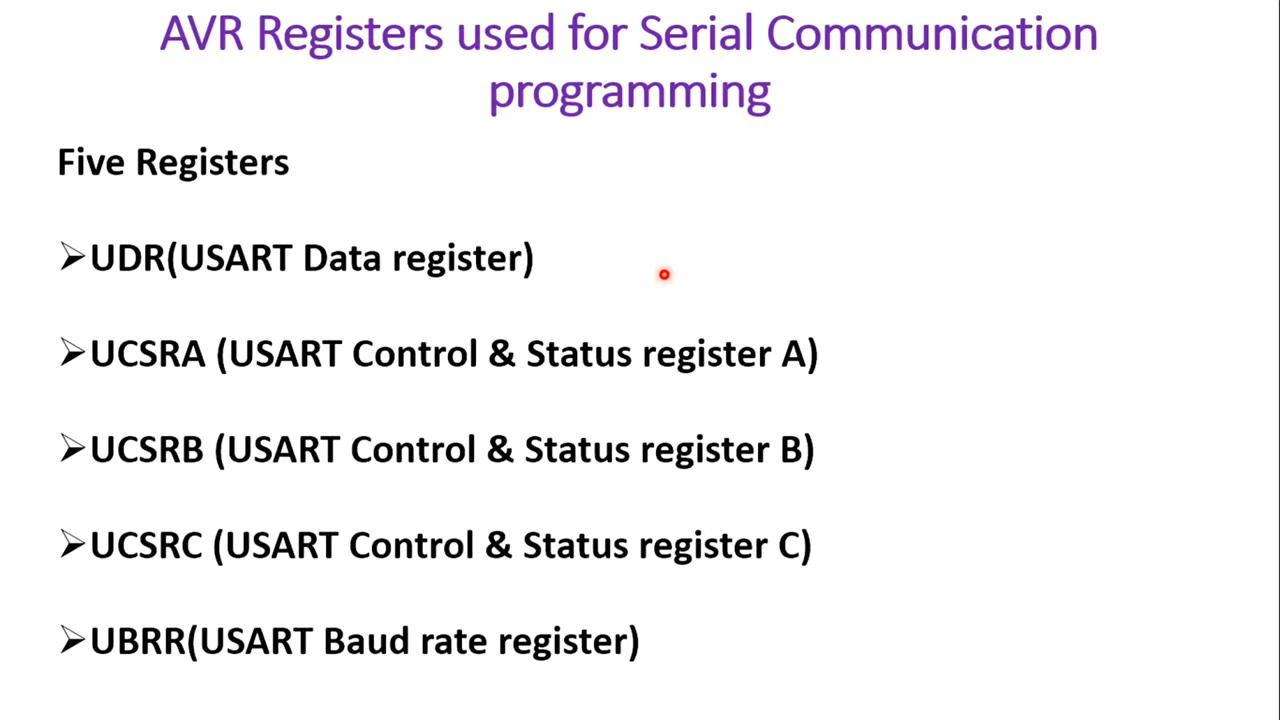 AVR Registers used for Serial Communication
programming
Five Registers
➢UDR(USART Data register)
➢UCSRA (USART Control & Status register A)
➢UCSRB (USART Control & Status register B)
➢UCSRC (USART Control & Status register C)
➢UBRR(USART Baud rate register)